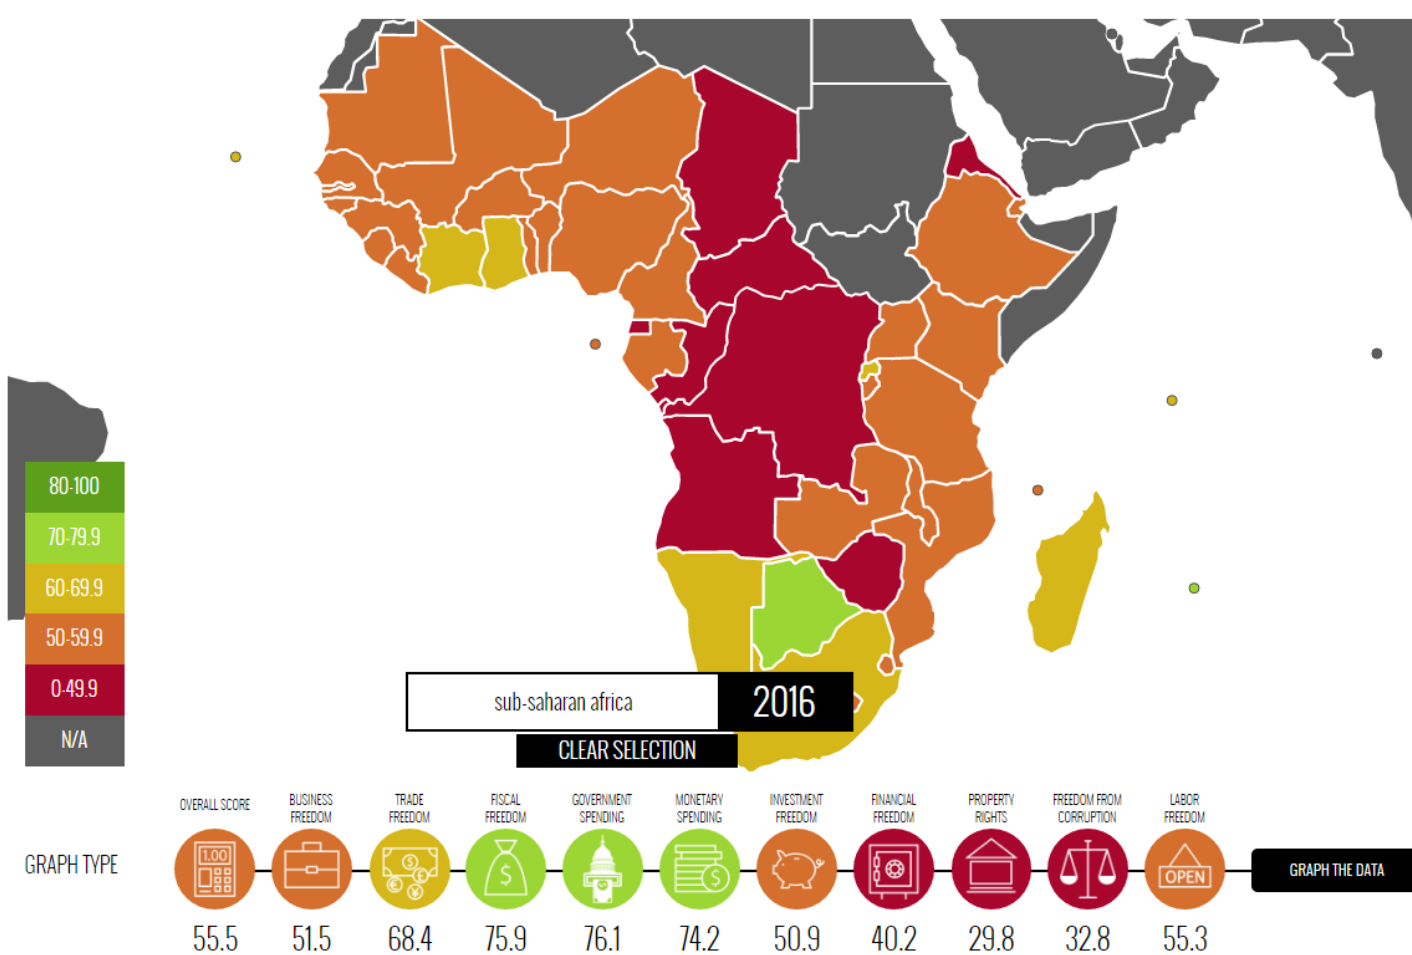 80-100
70-79.9
60-69.9
50-59.9
0-49.9
N/A
sub-saharan africa
2016
CLEAR SELECTION
GRAPH TYPE
OVERALL SCORE
1.00
55.5
BUSINESS
FREEDOM
51.5
TRADE
FREEDOM
$
£
€
¥
68.4
FISCAL
FREEDOM
$
75.9
GOVERNMENT
SPENDING
76.1
MONETARY
SPENDING
$
74.2
INVESTMENT
FREEDOM
50.9
FINANCIAL
FREEDOM
40.2
PROPERTY
RIGHTS
29.8
FREEDOM FROM
CORRUPTION
32.8
LABOR
FREEDOM
OPEN
55.3
GRAPH THE DATA